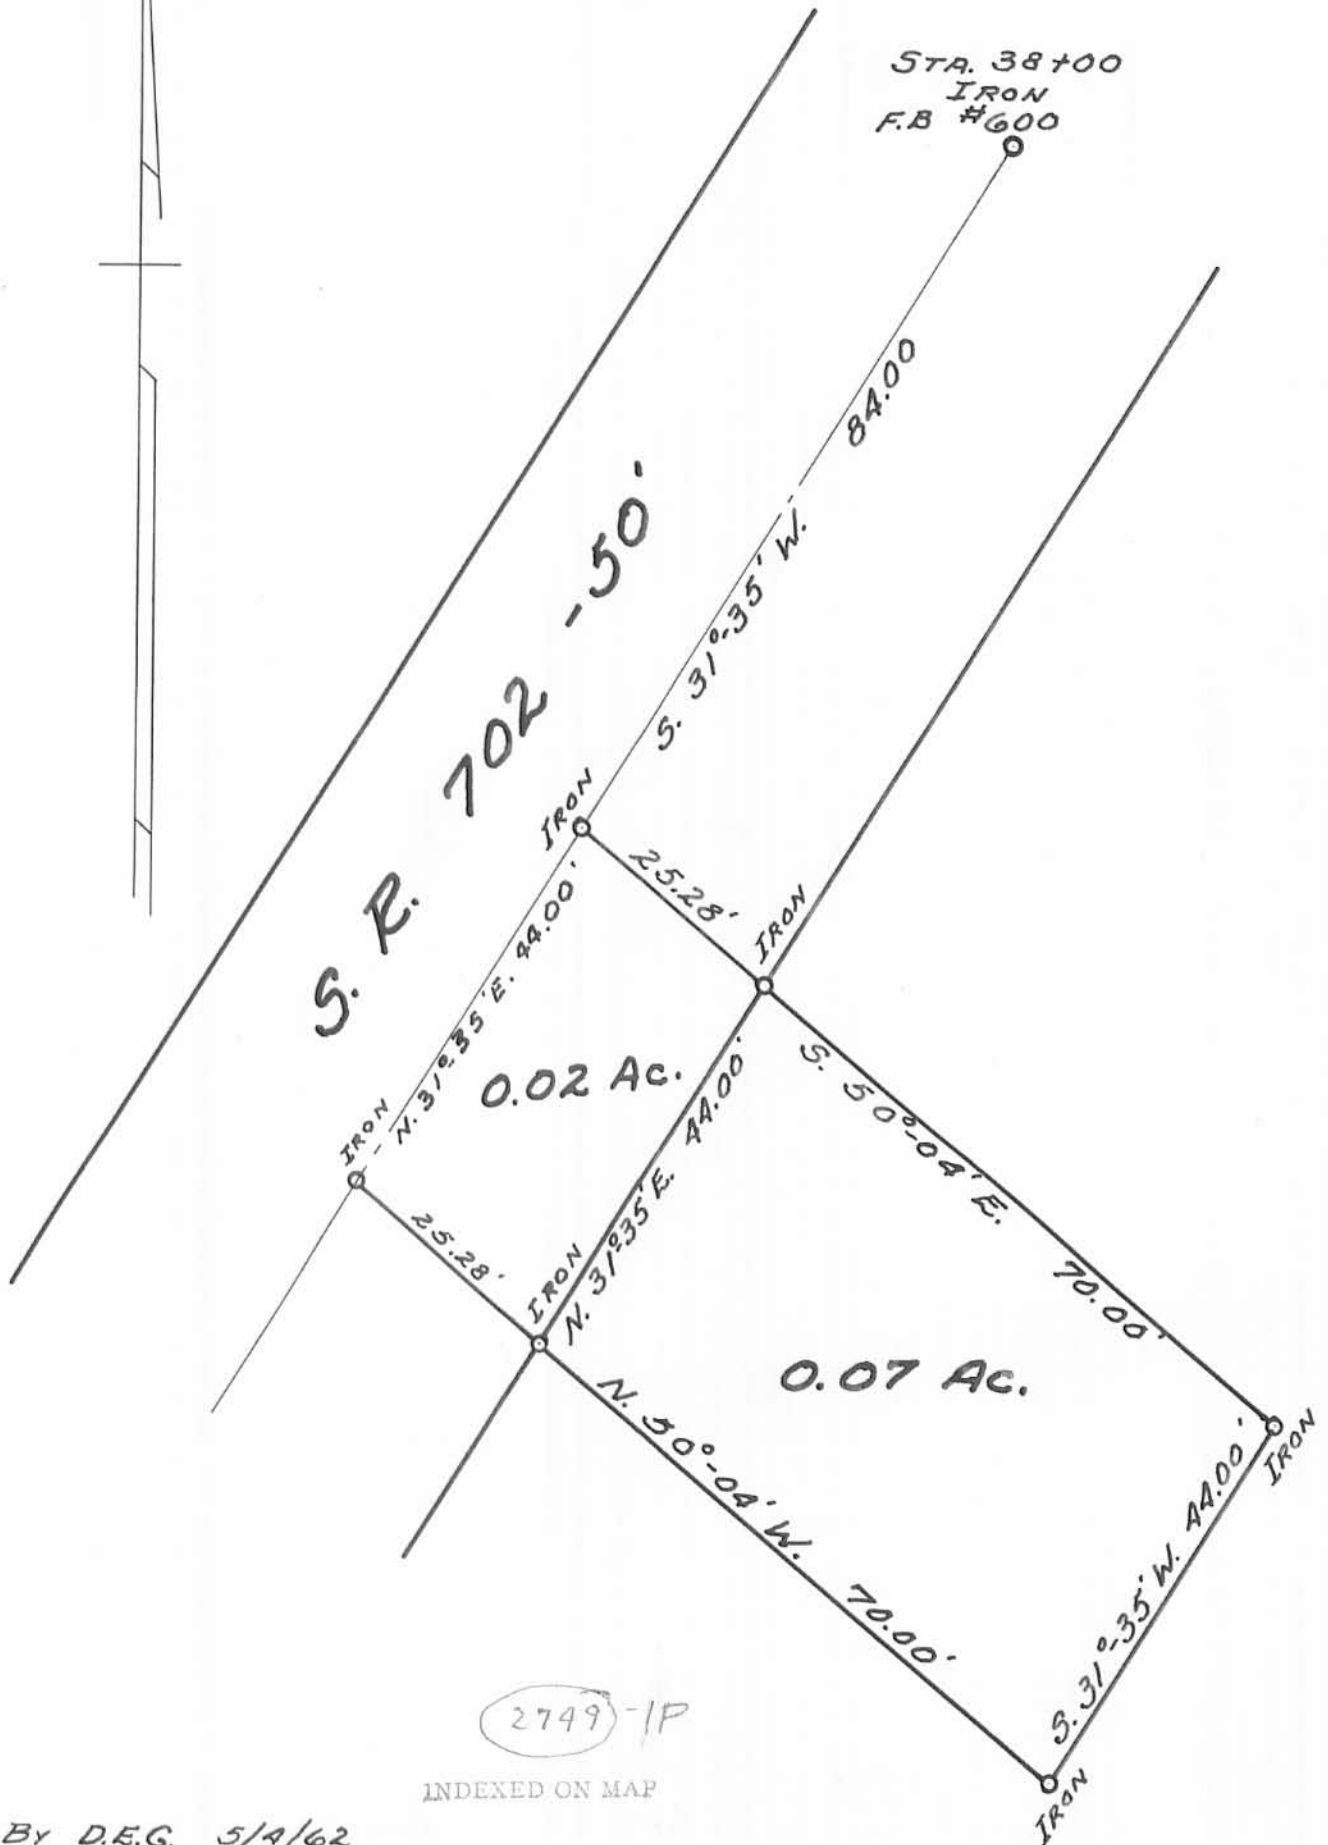 STA. 38+00
IRON
F.B #600
84.00
S. 31°-35' W.
S. R. 702 -50'
IRON
25.28'
IRON
N. 31°-35' E. 44.00'
0.02 Ac.
S. 50°-04' E.
70.00'
IRON
25.28'
IRON
N. 31°-35' E. 44.00'
0.07 Ac.
N. 50°-04' W.
70.00'
IRON
S. 31°-35' W. 44.00'
IRON
2749-1P
INDEXED ON MAP
BY D.E.G. 5/4/62